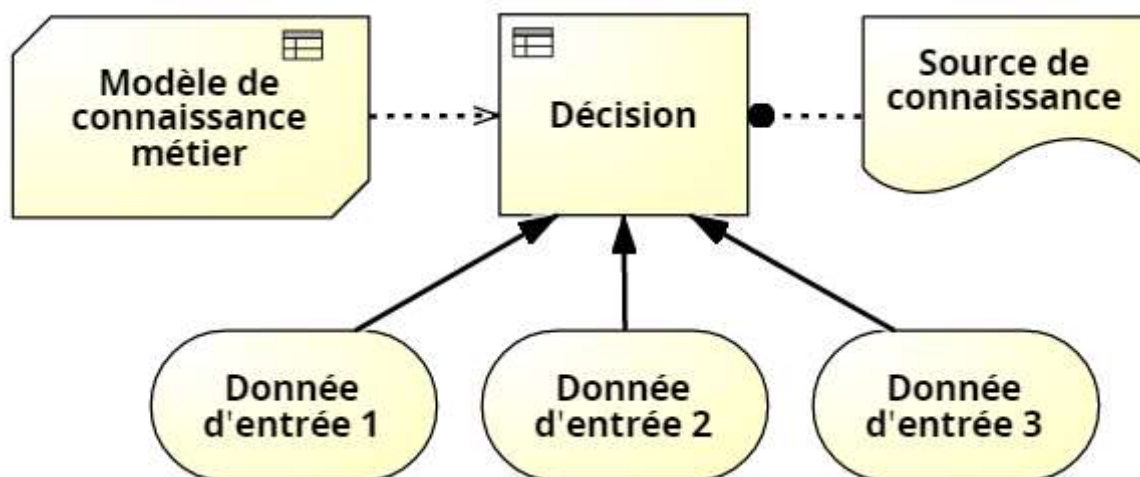 Modèle de
connaissance
métier
Décision
Source de
connaissance
Donnée
d'entrée 1
Donnée
d'entrée 2
Donnée
d'entrée 3